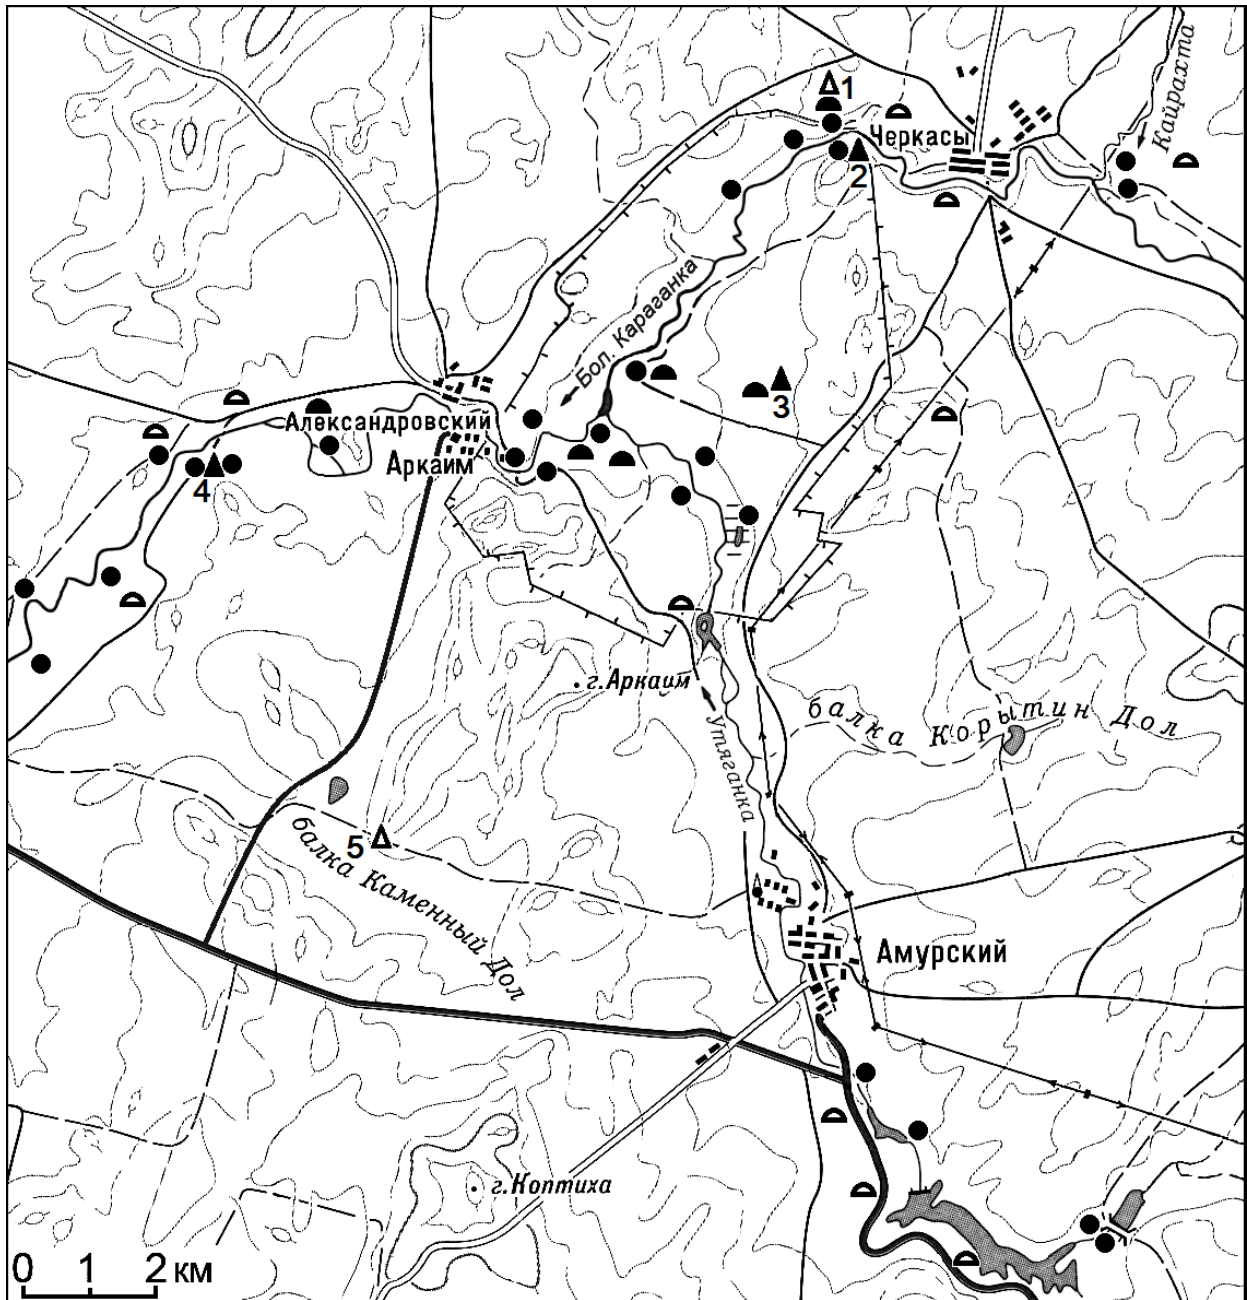 1
Кайрахта
Черкасы
2
Бол. Караганка
3
Александровский
Аркаим
4
г. Аркаим
балка Корытин Дол
Утяганка
5
балка Каменный Дол
Амурский
г. Коптиха
0 1 2 км